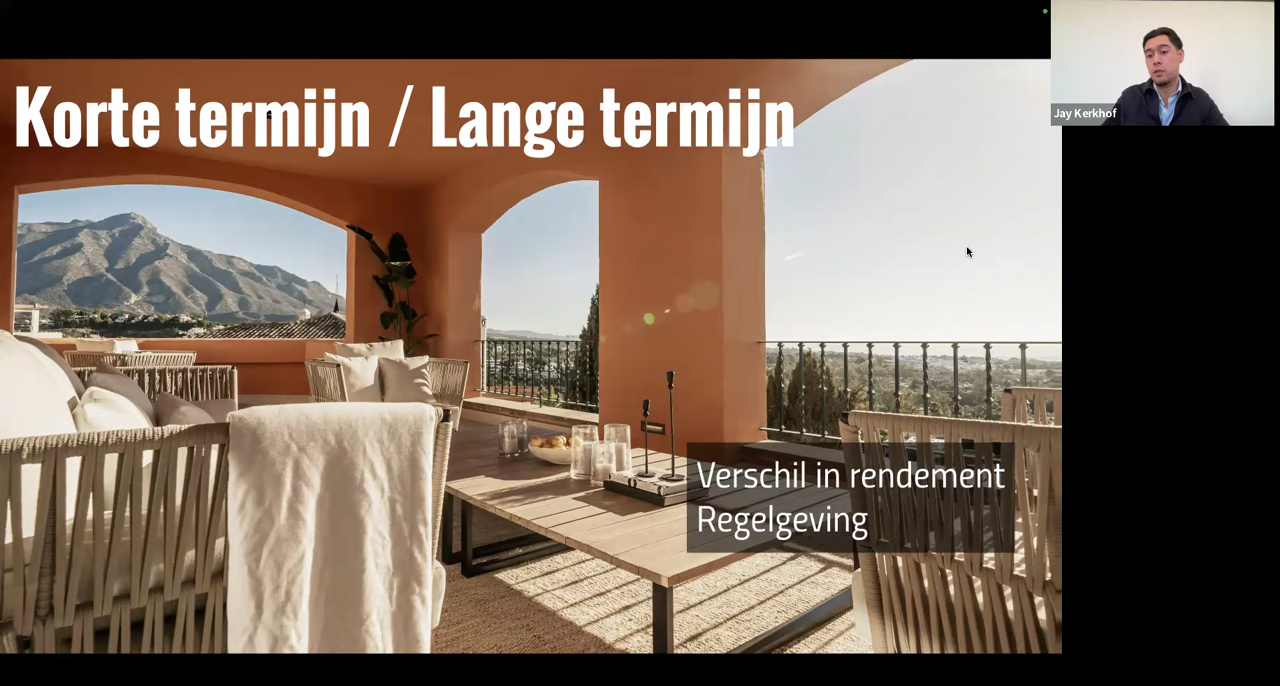 Korte termijn / Lange termijn
Jay Kerkhof
Verschil in rendement
Regelgeving